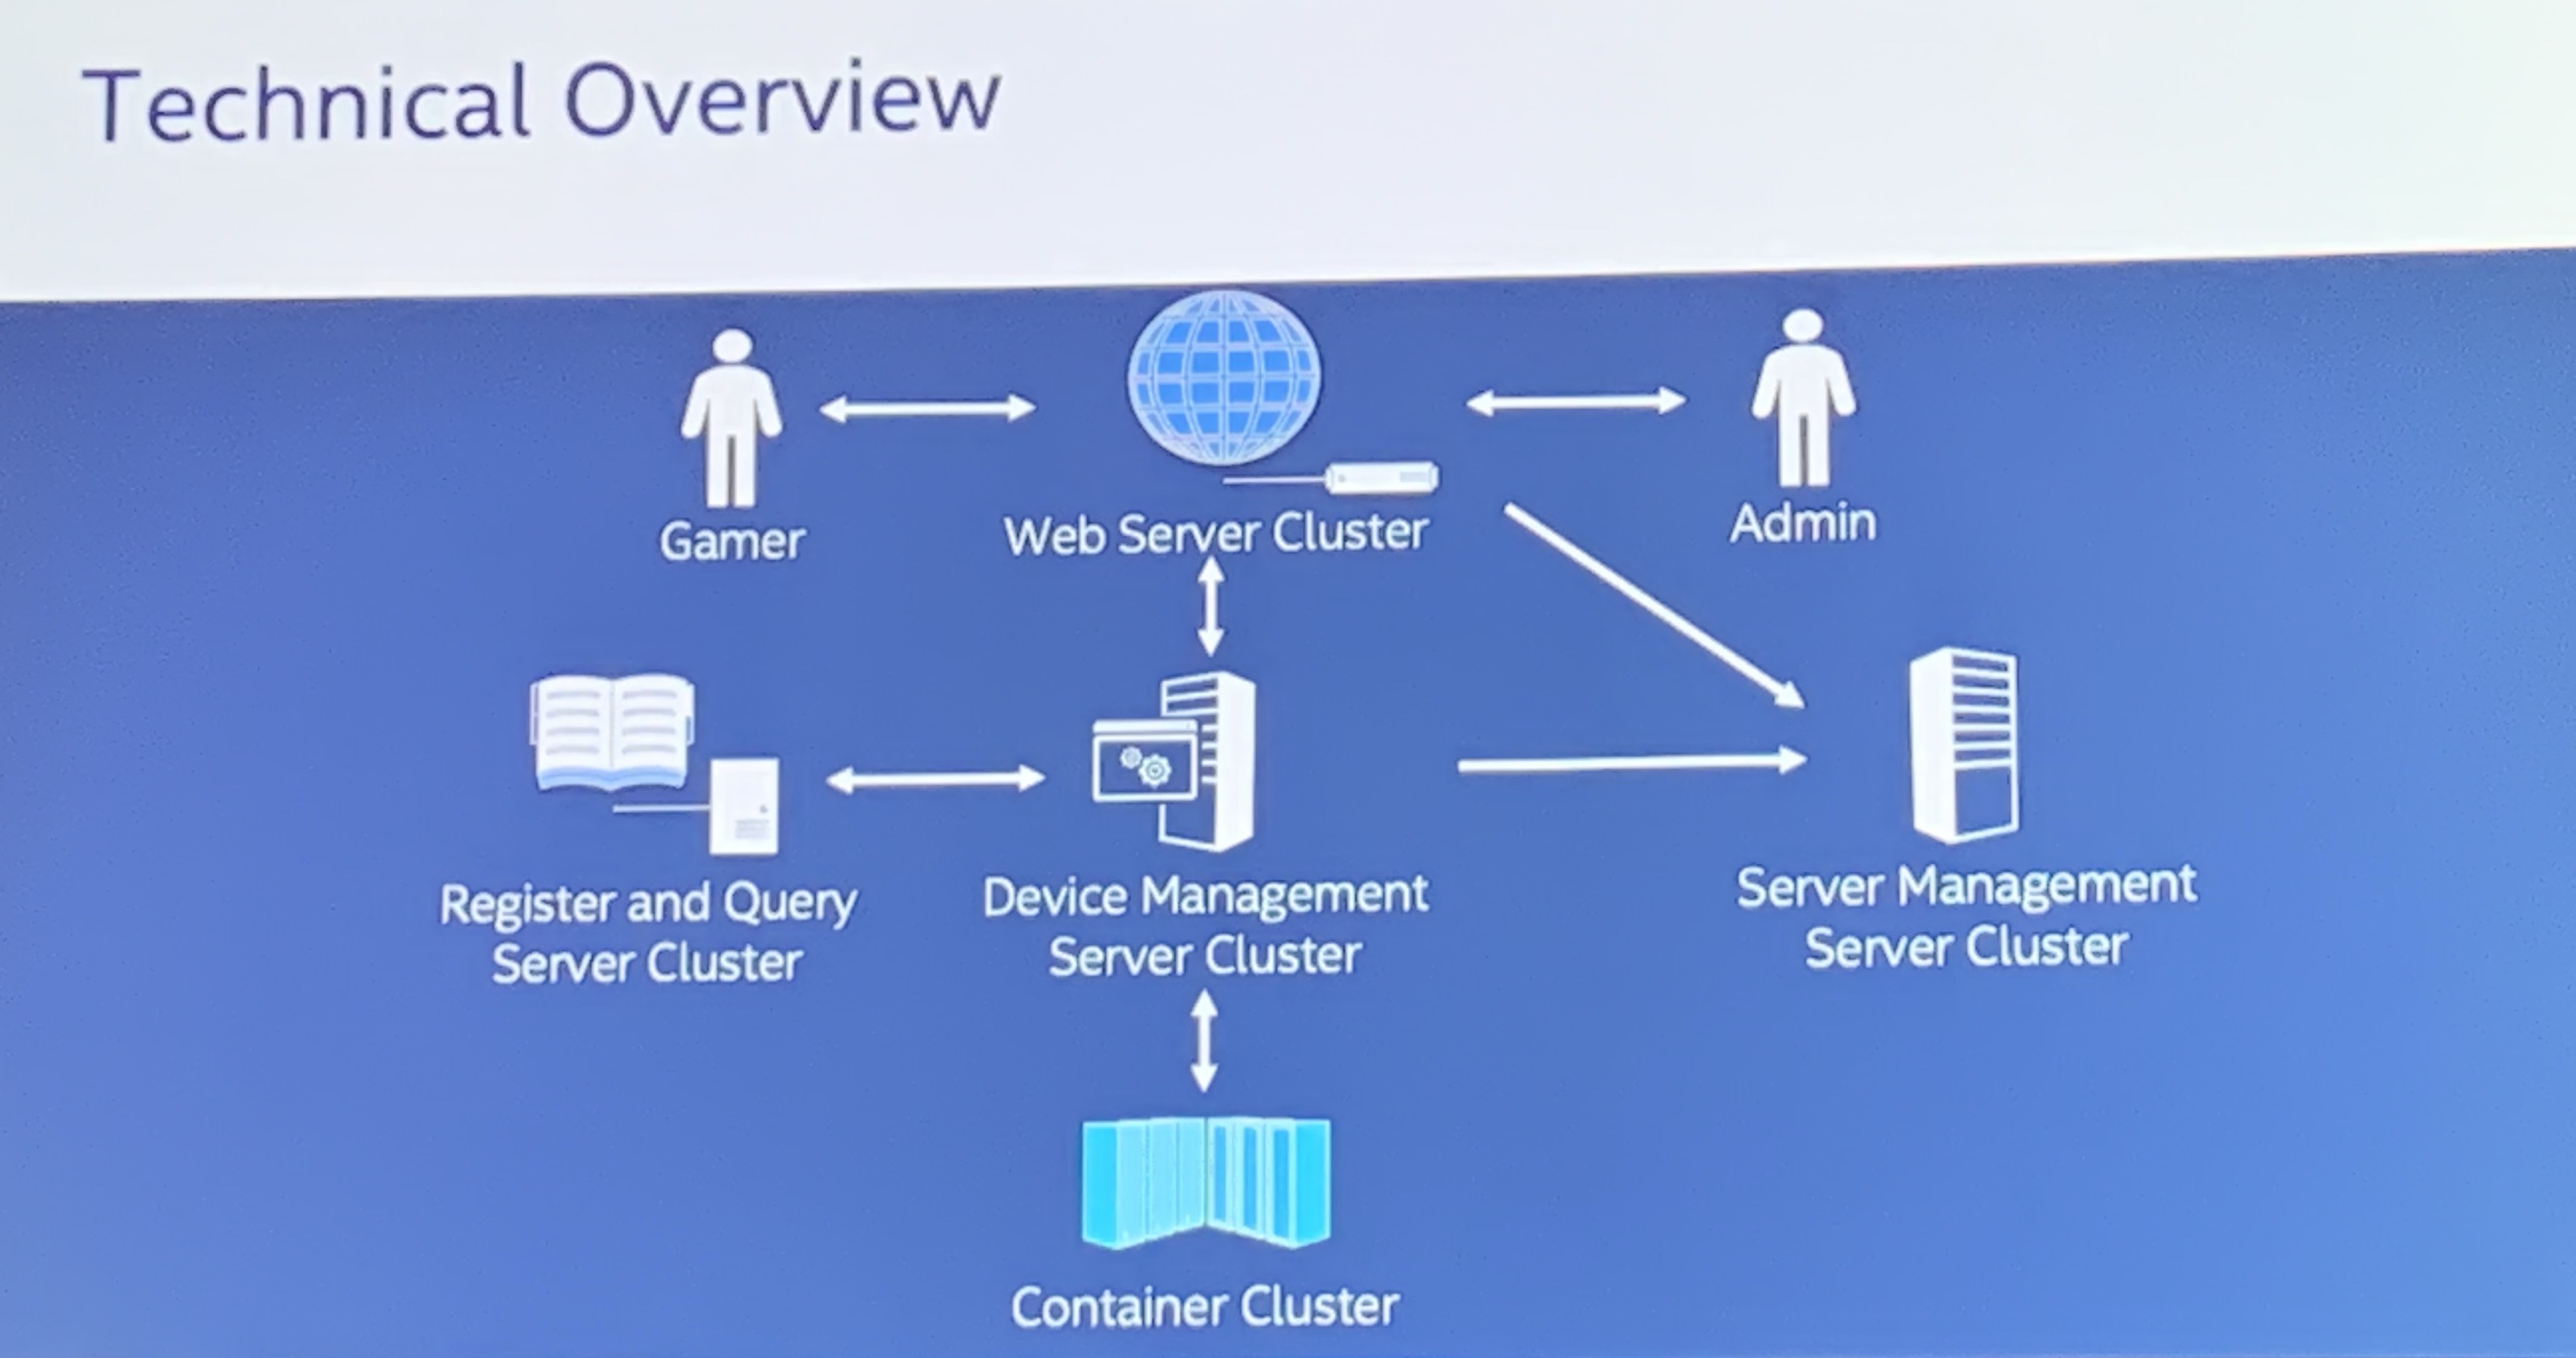 Technical Overview
Gamer
Web Server Cluster
Admin
Register and Query
Server Cluster
Device Management
Server Cluster
Server Management
Server Cluster
Container Cluster